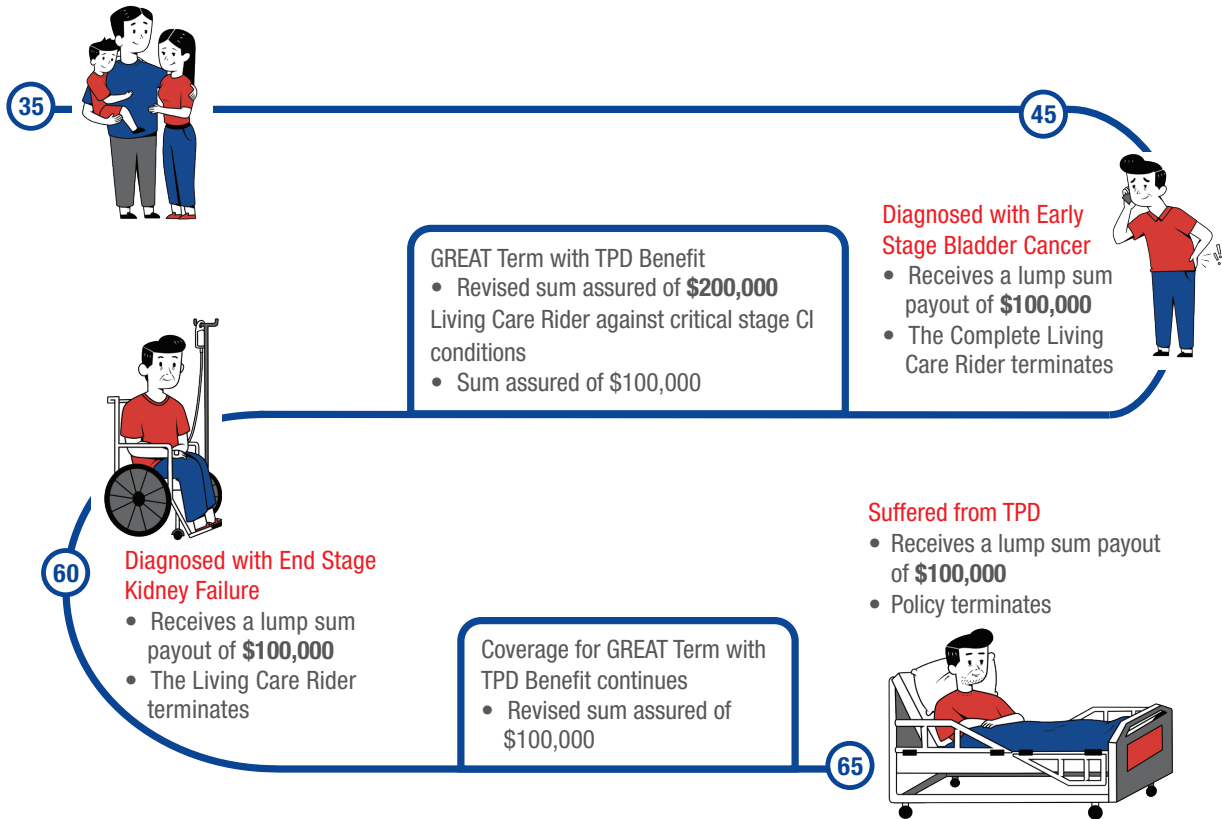 35
45
Diagnosed with Early
Stage Bladder Cancer
• Receives a lump sum
payout of $100,000
• The Complete Living
Care Rider terminates
GREAT Term with TPD Benefit
• Revised sum assured of $200,000
Living Care Rider against critical stage CI
conditions
• Sum assured of $100,000
60
Diagnosed with End Stage
Kidney Failure
• Receives a lump sum
payout of $100,000
• The Living Care Rider
terminates
Coverage for GREAT Term with
TPD Benefit continues
• Revised sum assured of
$100,000
65
Suffered from TPD
• Receives a lump sum payout
of $100,000
• Policy terminates